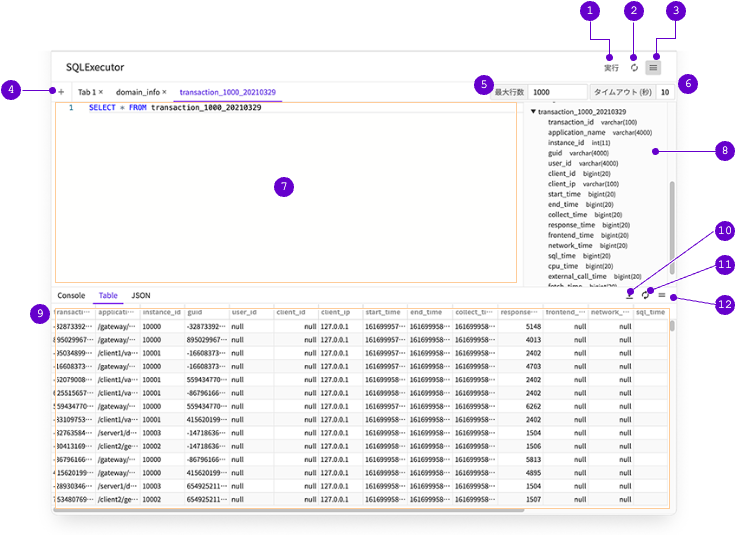 1 2 3
SQLExecutor 実行
4 + Tab 1 × domain_info × transaction_1000_20210329 5 最大行数 1000 タイムアウト (秒) 10 6
1 SELECT * FROM transaction_1000_20210329
▼ transaction_1000_20210329
transaction_id varchar(100)
application_name varchar(4000)
instance_id int(11)
guid varchar(4000)
user_id varchar(4000)
client_id bigint(20)
client_ip varchar(100)
start_time bigint(20)
end_time bigint(20)
collect_time bigint(20)
response_time bigint(20)
frontend_time bigint(20)
network_time bigint(20)
sql_time bigint(20)
cpu_time bigint(20)
external_call_time bigint(20)
fetch_time bigint(20)
7
8
10
11
12
Console Table JSON
9
transacti··· applicati··· instance_id guid user_id client_id client_ip start_time end_time collect_ti··· response··· frontend_··· network_··· sql_time
-32873392··· /gateway/··· 10000 -32873392··· null null 127.0.0.1 161699957··· 161699958··· 161699958··· 5148 null null
895029967··· /gateway/··· 10000 895029967··· null null 127.0.0.1 161699957··· 161699958··· 161699958··· 4013 null null
-95034899··· /client1/va··· 10001 -16608373··· null null 127.0.0.1 161699958··· 161699958··· 161699958··· 2402 null null
-16608373··· /gateway/··· 10000 -16608373··· null null 127.0.0.1 161699957··· 161699958··· 161699958··· 4703 null null
-62079008··· /client1/va··· 10001 559434770··· null null 127.0.0.1 161699958··· 161699958··· 161699958··· 2402 null null
625515657··· /client1/va··· 10001 -86796166··· null null 127.0.0.1 161699958··· 161699958··· 161699958··· 2402 null null
559434770··· /gateway/··· 10000 559434770··· null null 127.0.0.1 161699957··· 161699958··· 161699958··· 6262 null null
-33109753··· /client1/va··· 10001 415620199··· null null 127.0.0.1 161699958··· 161699958··· 161699958··· 2402 null null
-32763584··· /server1/d··· 10003 -14718636··· null null 127.0.0.1 161699958··· 161699958··· 161699958··· 1504 null null
-80413169··· /client2/ge··· 10002 -14718636··· null null 127.0.0.1 161699958··· 161699958··· 161699958··· 1506 null null
-86796166··· /gateway/··· 10000 -86796166··· null null 127.0.0.1 161699958··· 161699958··· 161699958··· 5813 null null
415620199··· /gateway/··· 10000 415620199··· null null 127.0.0.1 161699958··· 161699958··· 161699958··· 4895 null null
-28930346··· /server1/d··· 10003 654925211··· null null 127.0.0.1 161699958··· 161699958··· 161699958··· 1504 null null
753480769··· /client2/ge··· 10002 654925211··· null null 127.0.0.1 161699958··· 161699958··· 161699958··· 1507 null null